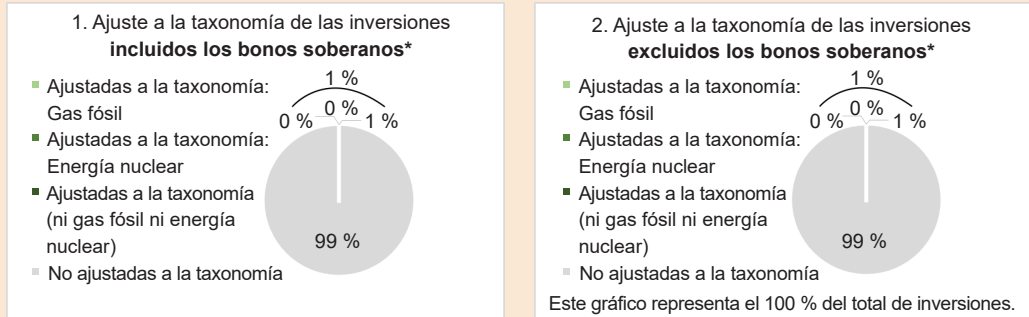 1. Ajuste a la taxonomía de las inversiones
incluidos los bonos soberanos*
Ajustadas a la taxonomía:
Gas fósil
Ajustadas a la taxonomía:
Energía nuclear
Ajustadas a la taxonomía
(ni gas fósil ni energía
nuclear)
No ajustadas a la taxonomía
1 %
0 %
0 %
1 %
99 %
2. Ajuste a la taxonomía de las inversiones
excluidos los bonos soberanos*
Ajustadas a la taxonomía:
Gas fósil
Ajustadas a la taxonomía:
Energía nuclear
Ajustadas a la taxonomía
(ni gas fósil ni energía
nuclear)
No ajustadas a la taxonomía
1 %
0 %
0 %
1 %
99 %
Este gráfico representa el 100 % del total de inversiones.